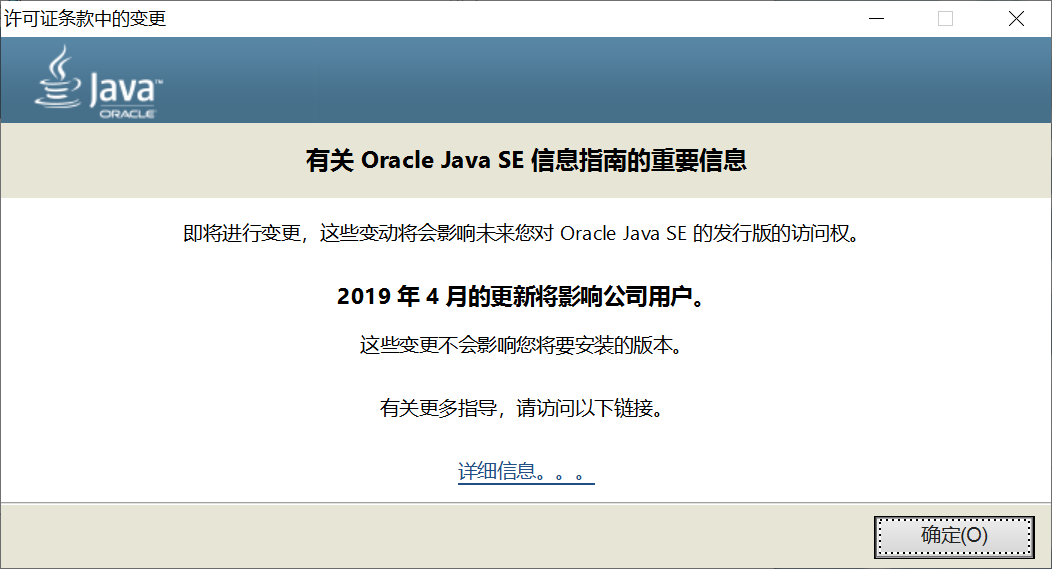 许可证条款中的变更
Java™
ORACLE
有关 Oracle Java SE 信息指南的重要信息
即将进行变更，这些变动将会影响未来您对 Oracle Java SE 的发行版的访问权。
2019 年 4 月的更新将影响公司用户。
这些变更不会影响您将要安装的版本。
有关更多指导，请访问以下链接。
详细信息。。。
确定(O)